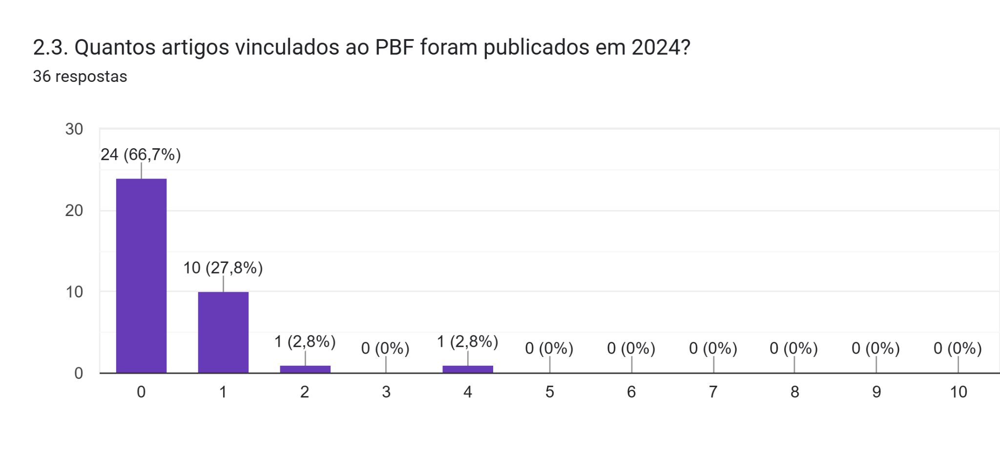 2.3. Quantos artigos vinculados ao PBF foram publicados em 2024?
36 respostas
30
24 (66,7%)
20
10 (27,8%)
10
1 (2,8%) 0 (0%) 1 (2,8%) 0 (0%) 0 (0%) 0 (0%) 0 (0%) 0 (0%) 0 (0%)
0
0 1 2 3 4 5 6 7 8 9 10